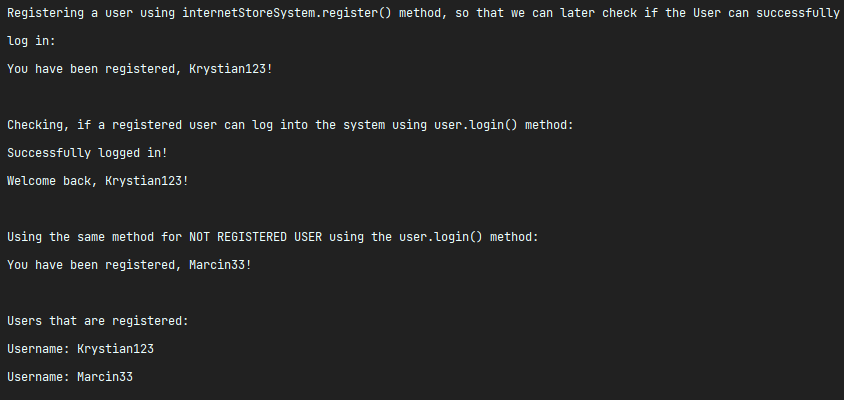 Registering a user using internetStoreSystem.register() method, so that we can later check if the User can successfully
log in:
You have been registered, Krystian123!
Checking, if a registered user can log into the system using user.login() method:
Successfully logged in!
Welcome back, Krystian123!
Using the same method for NOT REGISTERED USER using the user.login() method:
You have been registered, Marcin33!
Users that are registered:
Username: Krystian123
Username: Marcin33